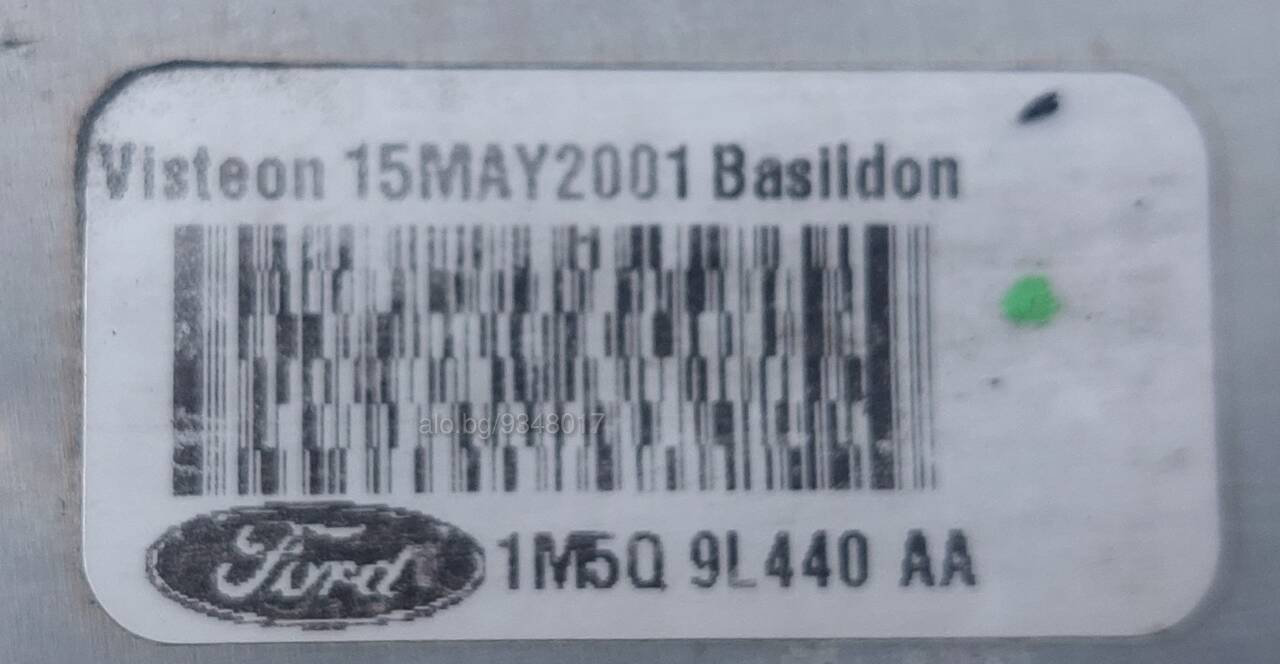 Visteon 15MAY2001 Basildon
alo.bg/9348017
Ford 1M5Q 9L440 AA